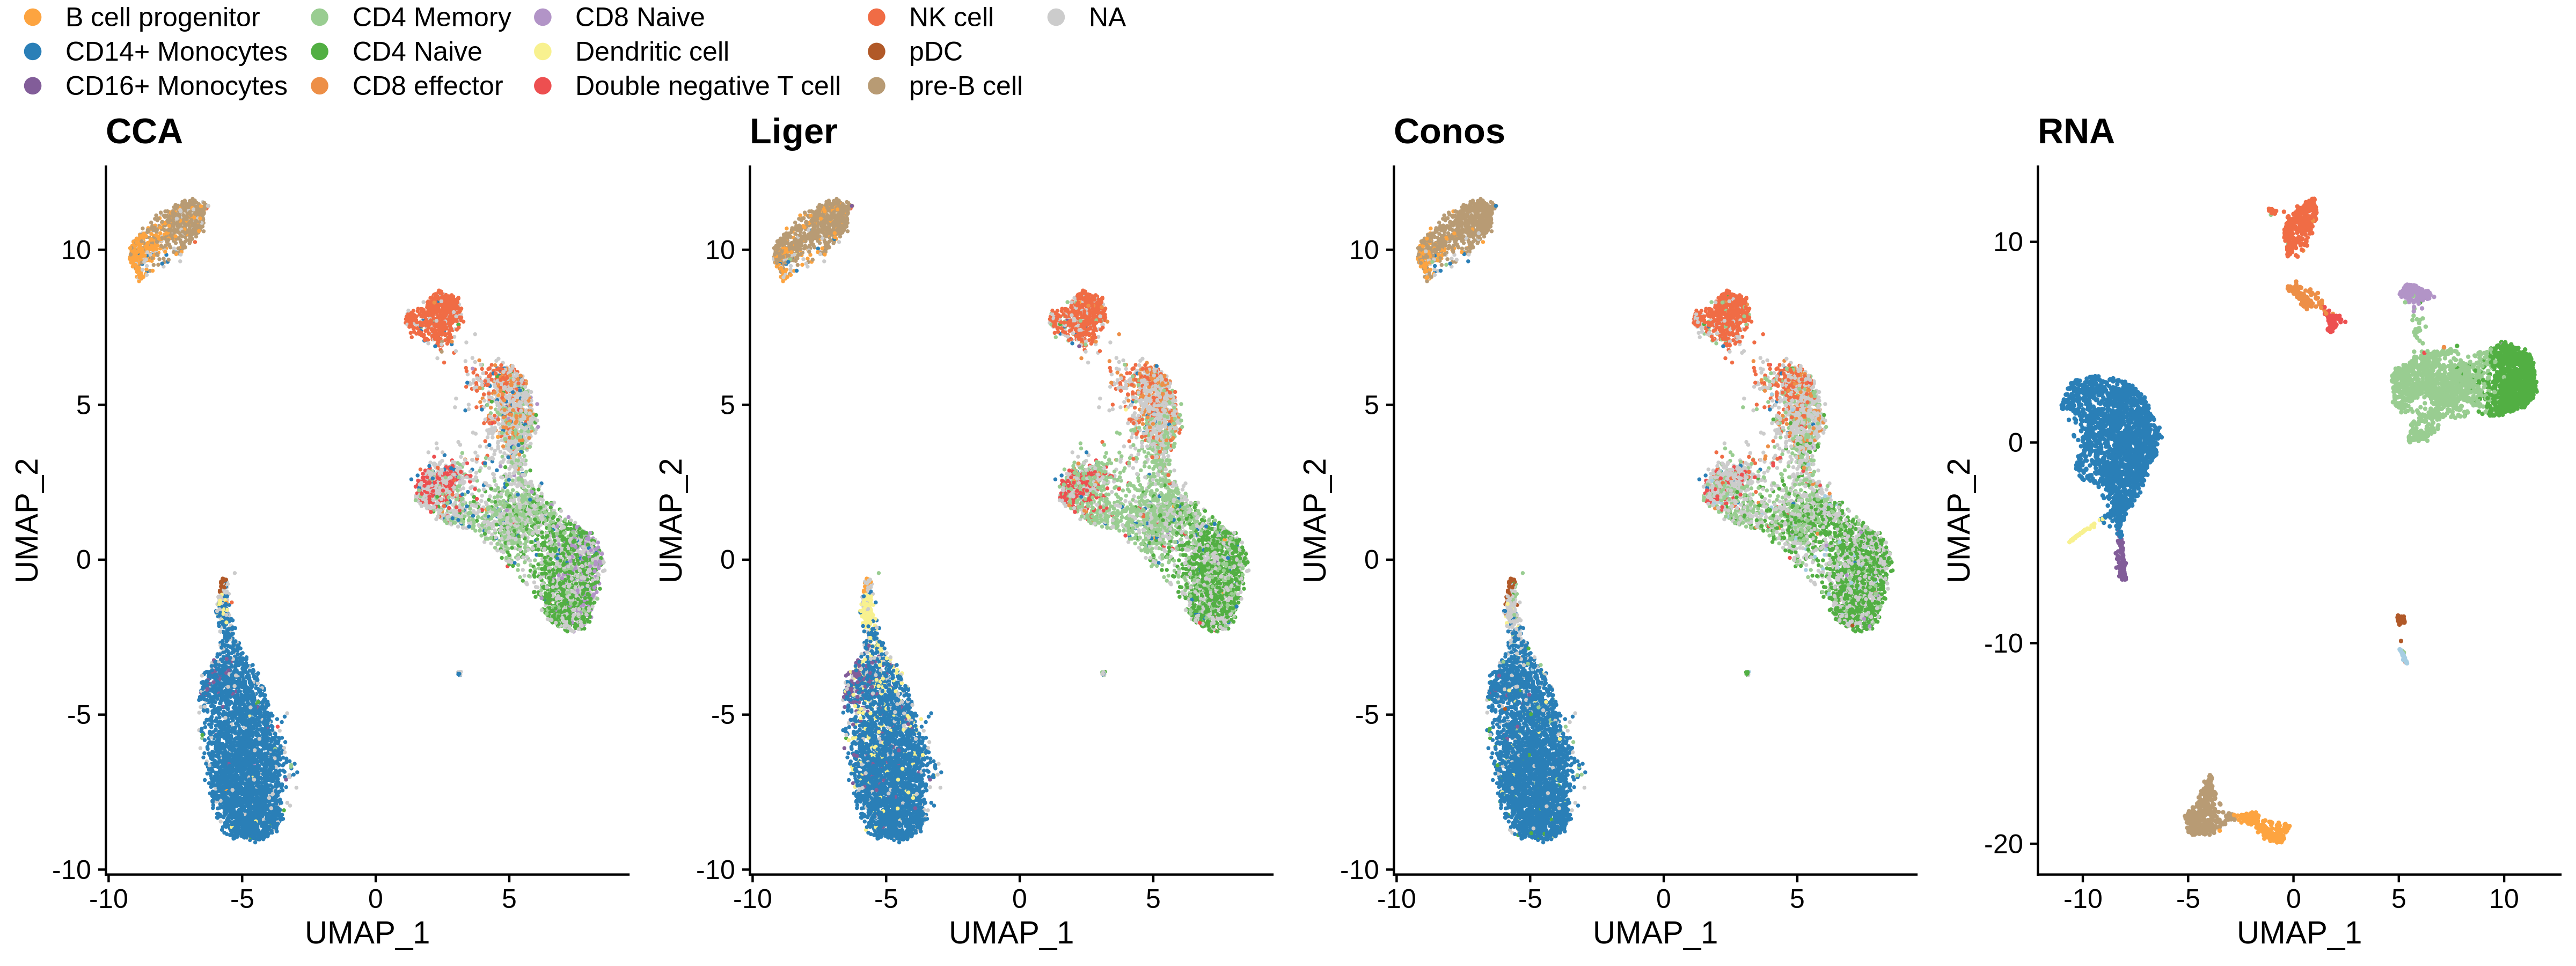 B cell progenitor CD4 Memory CD8 Naive NK cell NA
CD14+ Monocytes CD4 Naive Dendritic cell pDC
CD16+ Monocytes CD8 effector Double negative T cell pre-B cell
CCA
10
5
0
-5
-10
-10 -5 0 5
UMAP_1
UMAP_2
Liger
10
5
0
-5
-10
-10 -5 0 5
UMAP_1
UMAP_2
Conos
10
5
0
-5
-10
-10 -5 0 5
UMAP_1
UMAP_2
RNA
10
0
-10
-20
-10 -5 0 5 10
UMAP_1
UMAP_2